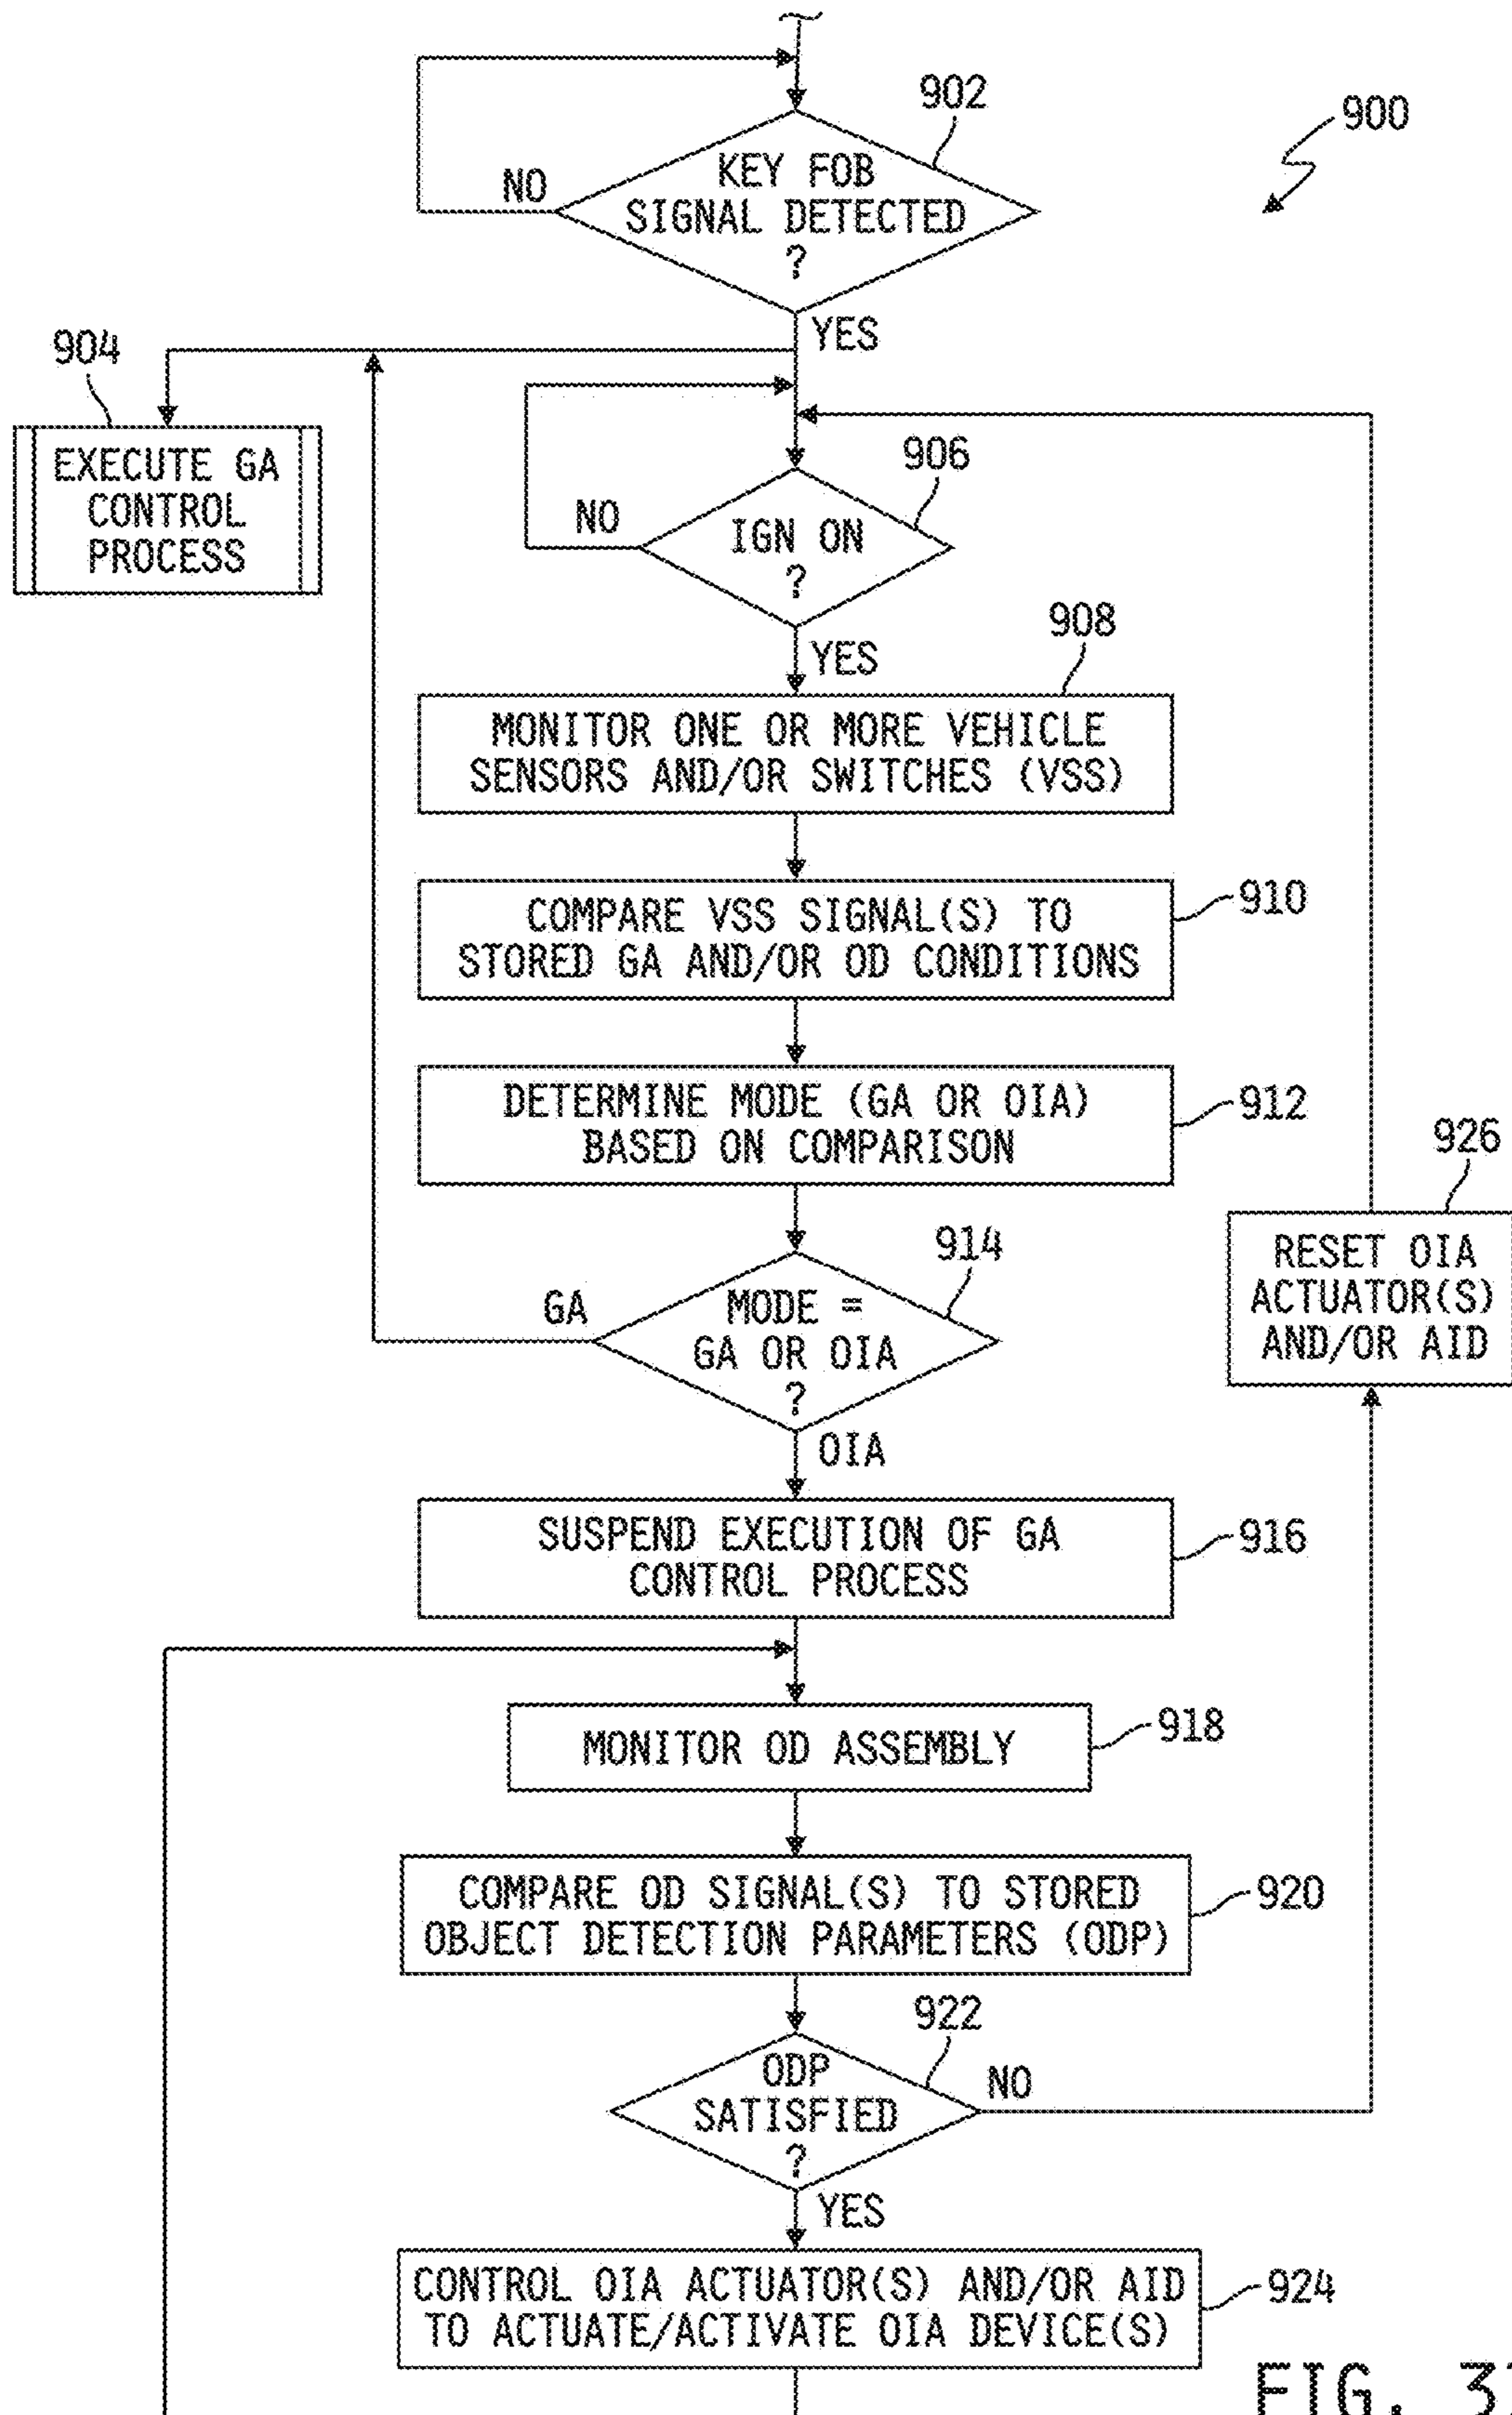 902
900
KEY FOB
SIGNAL DETECTED
?
NO
YES
904
EXECUTE GA
CONTROL
PROCESS
906
IGN ON
?
NO
YES
908
MONITOR ONE OR MORE VEHICLE
SENSORS AND/OR SWITCHES (VSS)
COMPARE VSS SIGNAL(S) TO
STORED GA AND/OR OD CONDITIONS
910
DETERMINE MODE (GA OR OIA)
BASED ON COMPARISON
912
926
RESET OIA
ACTUATOR(S)
AND/OR AID
914
GA
MODE =
GA OR OIA
?
OIA
SUSPEND EXECUTION OF GA
CONTROL PROCESS
916
MONITOR OD ASSEMBLY
918
COMPARE OD SIGNAL(S) TO STORED
OBJECT DETECTION PARAMETERS (ODP)
920
922
ODP
SATISFIED
?
NO
YES
CONTROL OIA ACTUATOR(S) AND/OR AID
TO ACTUATE/ACTIVATE OIA DEVICE(S)
924
FIG.